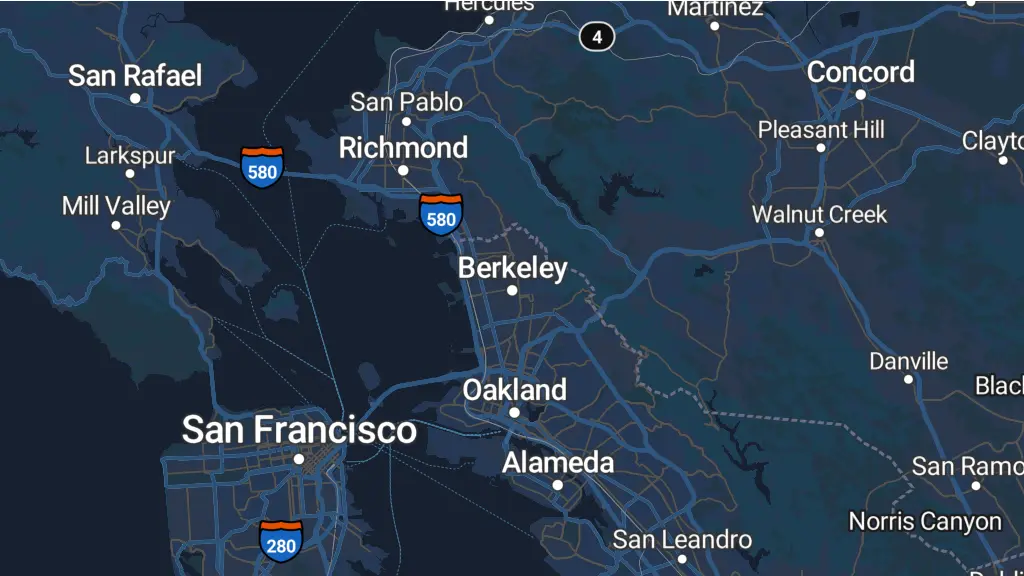 Hercules
Martinez
4
San Rafael
Concord
San Pablo
Pleasant Hill
Richmond
Clayto
Larkspur
580
Mill Valley
580
Walnut Creek
Berkeley
Danville
Oakland
Black
San Francisco
Alameda
San Ramo
Norris Canyon
280
San Leandro